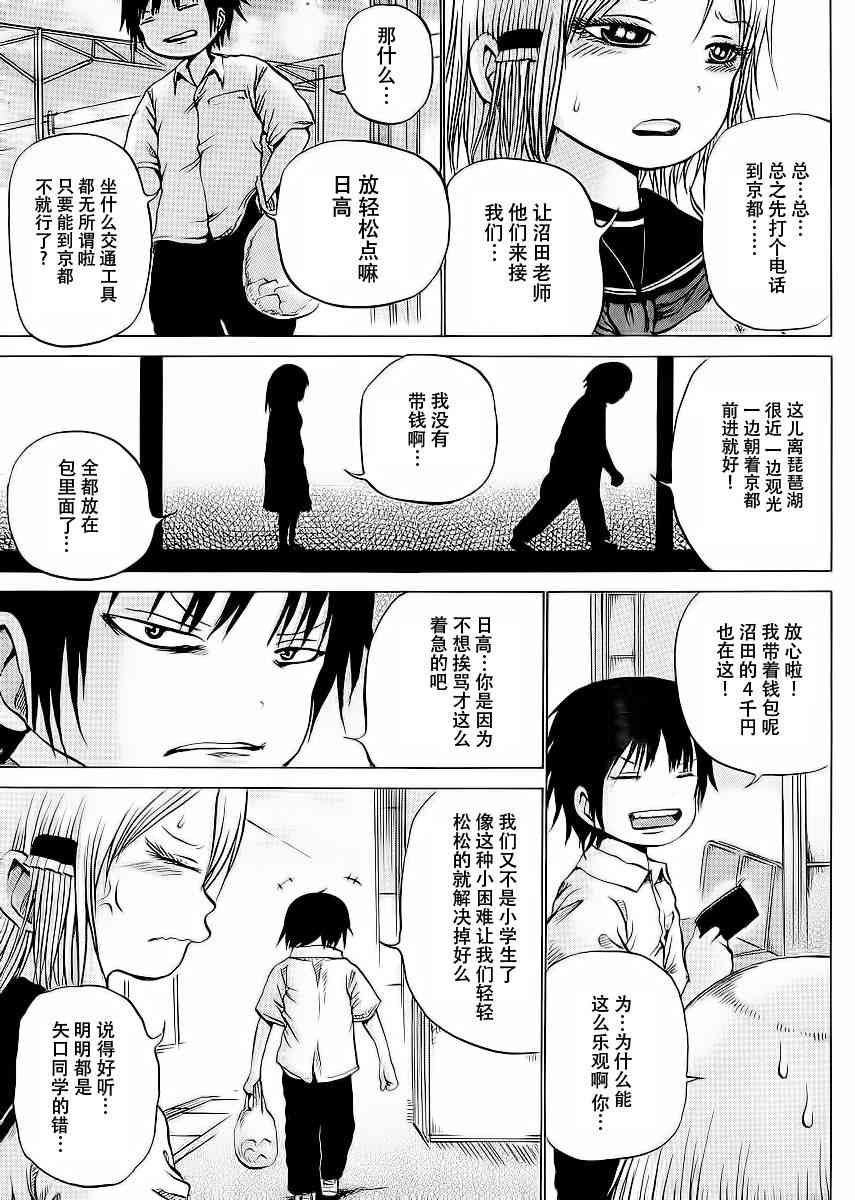 总…总…
总之先打个电话
到京都……
让沼田老师
他们来接
我们…
那什么…
放轻松点嘛
日高
坐什么交通工具
都无所谓啦
只要能到京都
不就行了?
这儿离琵琶湖
很近 一边观光
一边朝着京都
前进就好!
我没有
带钱啊…
全都放在
包里面了…
放心啦!
我带着钱包呢
沼田的4千円
也在这!
为…为什么能
这么乐观啊 你…
日高…你是因为
不想挨骂才这么
着急的吧
我们又不是小学生了
像这种小困难让我们轻轻
松松的就解决掉好么
说得好听…
明明都是
矢口同学的错…